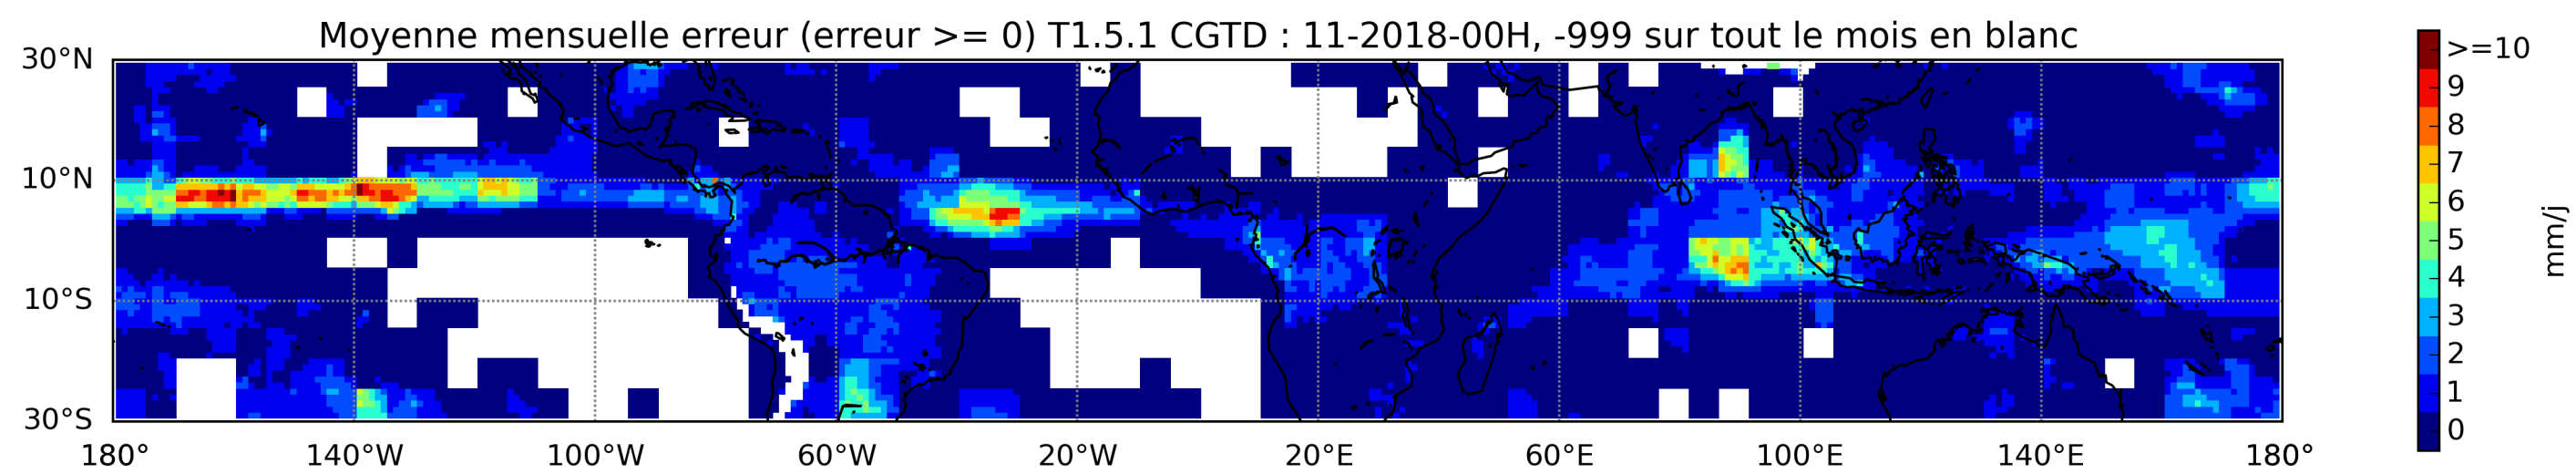 Moyenne mensuelle erreur (erreur >= 0) T1.5.1 CGTD : 11-2018-00H, -999 sur tout le mois en blanc
30°N
10°N
10°S
30°S
180° 140°W 100°W 60°W 20°W 20°E 60°E 100°E 140°E 180°
>=10
9
8
7
6
5
4
3
2
1
0
mm/j